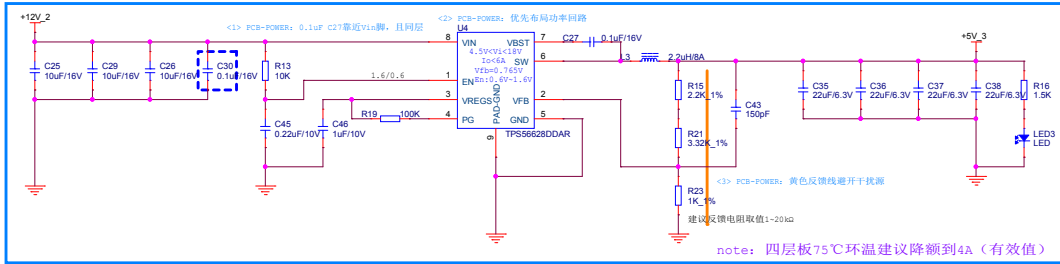 +12V_2
<1> PCB-POWER: 0.1uF C27靠近Vin脚，且同层
<2> PCB-POWER: 优先布局功率回路
+5V_3
U4
C25
10uF/16V
C29
10uF/16V
C26
10uF/16V
C30
0.1uF/16V
R13
10K
1.6/0.6
C45
0.22uF/10V
C46
1uF/10V
R19
100K
8
VIN
1
EN
3
VREG5
4
PG
4.5V<Vi<18V
Io<6A
Vfb=0.765V
En:0.6V-1.6V
VBST
7
SW
6
VFB
2
GND
5
PAD-GND
9
TPS56628DDAR
C27
0.1uF/16V
L3
2.2uH/8A
R15
2.2K_1%
R21
3.32K_1%
R23
1K_1%
C43
150pF
C35
22uF/6.3V
C36
22uF/6.3V
C37
22uF/6.3V
C38
22uF/6.3V
R16
1.5K
LED3
LED
<3> PCB-POWER: 黄色反馈线避开干扰源
建议反馈电阻取值1~20kΩ
note: 四层板75℃环温建议降额到4A（有效值）